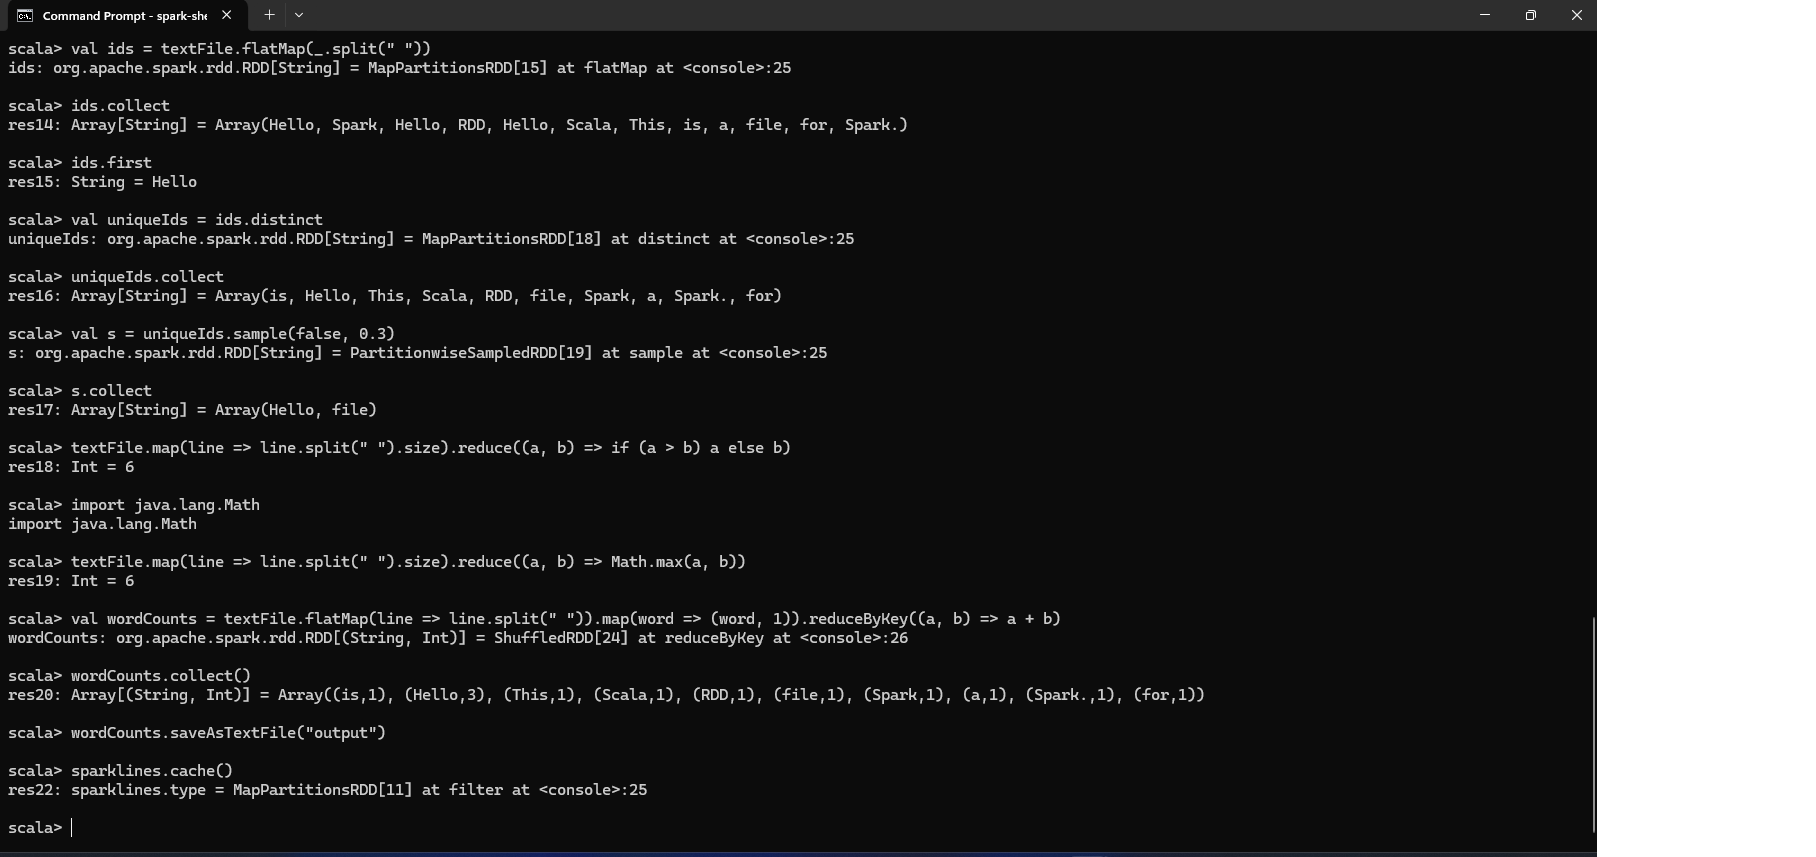 Command Prompt - spark-she
scala> val ids = textFile.flatMap(_.split(" "))
ids: org.apache.spark.rdd.RDD[String] = MapPartitionsRDD[15] at flatMap at <console>:25
scala> ids.collect
res14: Array[String] = Array(Hello, Spark, Hello, RDD, Hello, Scala, This, is, a, file, for, Spark.)
scala> ids.first
res15: String = Hello
scala> val uniqueIds = ids.distinct
uniqueIds: org.apache.spark.rdd.RDD[String] = MapPartitionsRDD[18] at distinct at <console>:25
scala> uniqueIds.collect
res16: Array[String] = Array(is, Hello, This, Scala, RDD, file, Spark, a, Spark., for)
scala> val s = uniqueIds.sample(false, 0.3)
s: org.apache.spark.rdd.RDD[String] = PartitionwiseSampledRDD[19] at sample at <console>:25
scala> s.collect
res17: Array[String] = Array(Hello, file)
scala> textFile.map(line => line.split(" ").size).reduce((a, b) => if (a > b) a else b)
res18: Int = 6
scala> import java.lang.Math
import java.lang.Math
scala> textFile.map(line => line.split(" ").size).reduce((a, b) => Math.max(a, b))
res19: Int = 6
scala> val wordCounts = textFile.flatMap(line => line.split(" ")).map(word => (word, 1)).reduceByKey((a, b) => a + b)
wordCounts: org.apache.spark.rdd.RDD[(String, Int)] = ShuffledRDD[24] at reduceByKey at <console>:26
scala> wordCounts.collect()
res20: Array[(String, Int)] = Array((is,1), (Hello,3), (This,1), (Scala,1), (RDD,1), (file,1), (Spark,1), (a,1), (Spark.,1), (for,1))
scala> wordCounts.saveAsTextFile("output")
scala> sparklines.cache()
res22: sparklines.type = MapPartitionsRDD[11] at filter at <console>:25
scala>